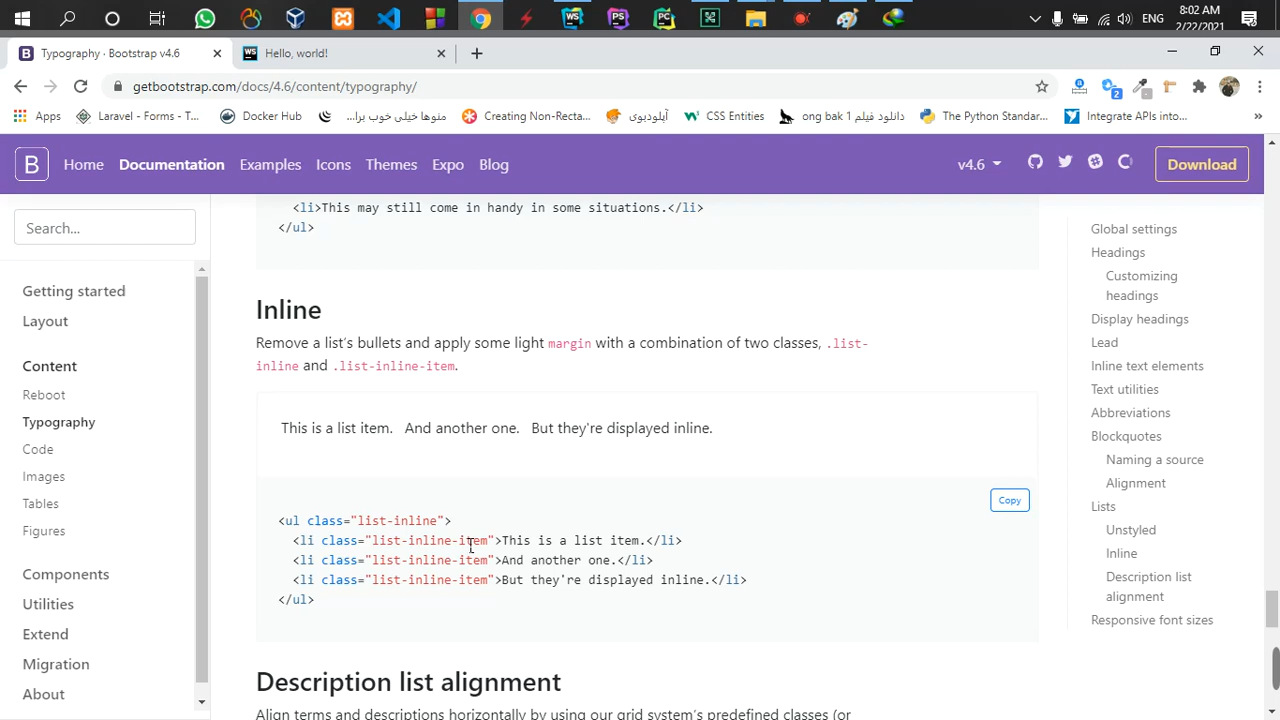 ENG
8:02 AM
2/22/2021
Typography · Bootstrap v4.6
WS
Hello, world!
getbootstrap.com/docs/4.6/content/typography/
2
Apps
Laravel - Forms - T...
Docker Hub
منوها خیلی خوب برا...
Creating Non-Recta...
آپلودبوی
CSS Entities
دانلود فیلم ong bak 1
The Python Standar...
Integrate APIs into...
»
B
Home
Documentation
Examples
Icons
Themes
Expo
Blog
v4.6
Download
Search...
Getting started
Layout
Content
Reboot
Typography
Code
Images
Tables
Figures
Components
Utilities
Extend
Migration
About
<li>This may still come in handy in some situations.</li>
</ul>
Inline
Remove a list's bullets and apply some light margin with a combination of two classes, .list-
inline and .list-inline-item.
This is a list item. And another one. But they're displayed inline.
Copy
<ul class="list-inline">
<li class="list-inline-item">This is a list item.</li>
<li class="list-inline-item">And another one.</li>
<li class="list-inline-item">But they're displayed inline.</li>
</ul>
Description list alignment
Align terms and descriptions horizontally by using our grid system's predefined classes (or
Global settings
Headings
Customizing
headings
Display headings
Lead
Inline text elements
Text utilities
Abbreviations
Blockquotes
Naming a source
Alignment
Lists
Unstyled
Inline
Description list
alignment
Responsive font sizes